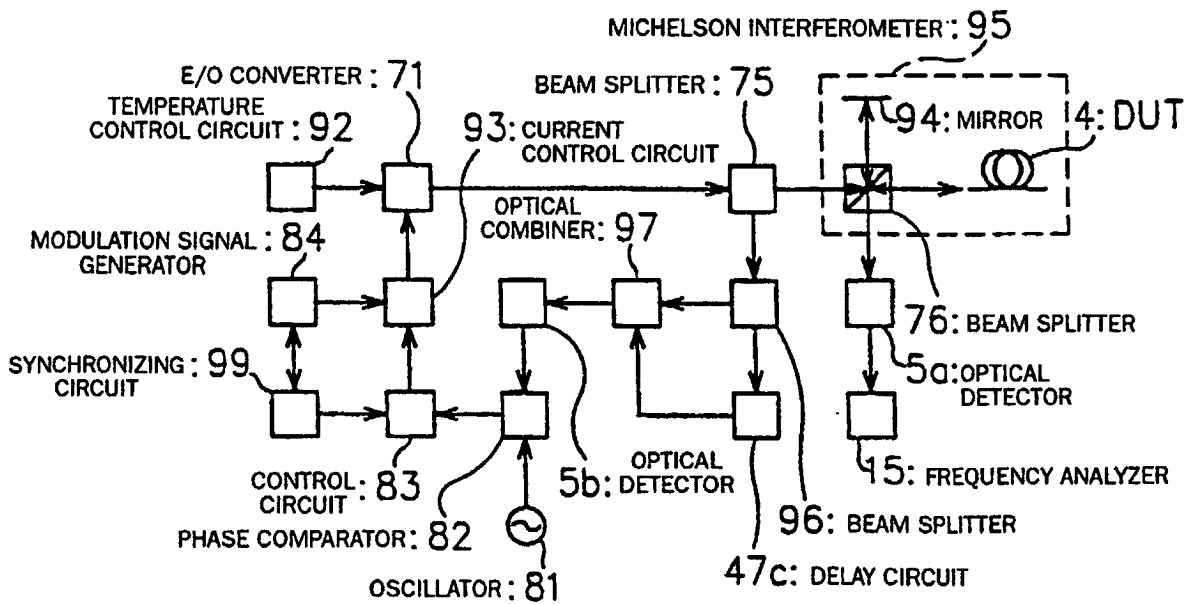 MICHELSON INTERFEROMETER: 95
E/O CONVERTER: 71
BEAM SPLITTER: 75
TEMPERATURE
CONTROL CIRCUIT: 92
93: CURRENT
CONTROL CIRCUIT
94: MIRROR
4: DUT
OPTICAL
COMBINER: 97
MODULATION SIGNAL: 84
GENERATOR
76: BEAM SPLITTER
SYNCHRONIZING: 99
CIRCUIT
5a: OPTICAL
DETECTOR
CONTROL
CIRCUIT: 83
OPTICAL
5b: DETECTOR
15: FREQUENCY ANALYZER
PHASE COMPARATOR: 82
96: BEAM SPLITTER
OSCILLATOR: 81
47c: DELAY CIRCUIT